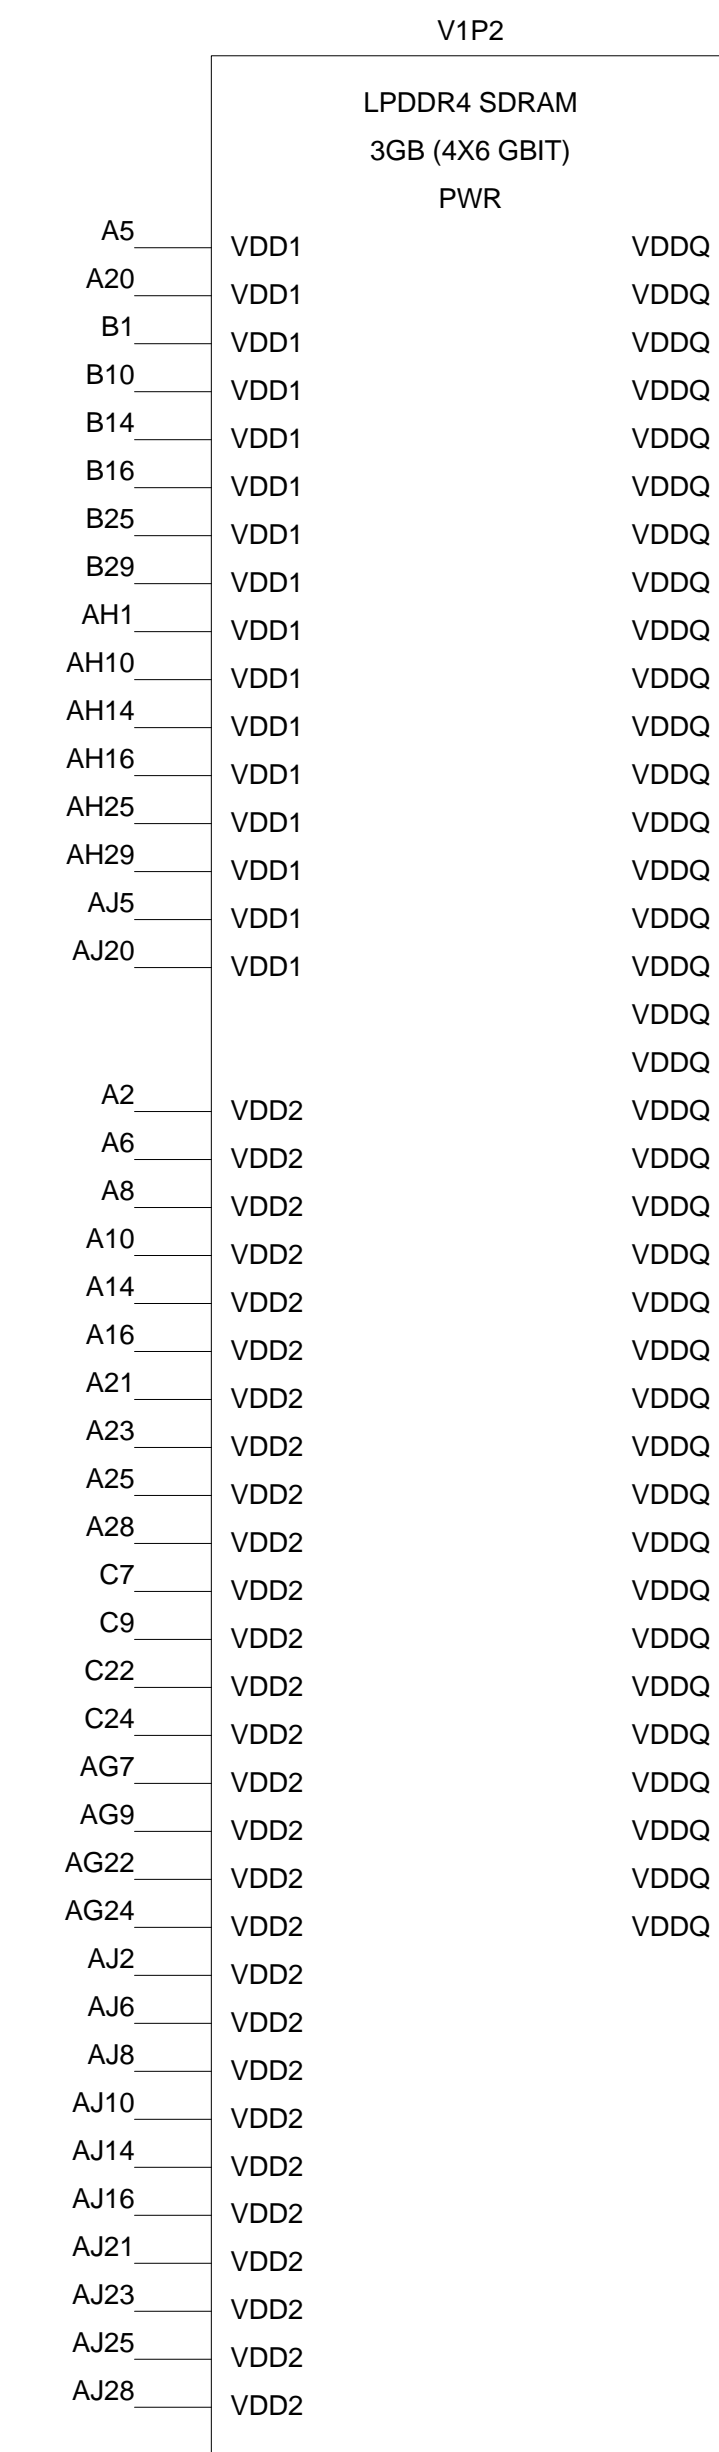 V1P2
LPDDR4 SDRAM
3GB (4X6 GBIT)
PWR
A5 VDD1 VDDQ
A20 VDD1 VDDQ
B1 VDD1 VDDQ
B10 VDD1 VDDQ
B14 VDD1 VDDQ
B16 VDD1 VDDQ
B25 VDD1 VDDQ
B29 VDD1 VDDQ
AH1 VDD1 VDDQ
AH10 VDD1 VDDQ
AH14 VDD1 VDDQ
AH16 VDD1 VDDQ
AH25 VDD1 VDDQ
AH29 VDD1 VDDQ
AJ5 VDD1 VDDQ
AJ20 VDD1 VDDQ
VDDQ
VDDQ
A2 VDD2 VDDQ
A6 VDD2 VDDQ
A8 VDD2 VDDQ
A10 VDD2 VDDQ
A14 VDD2 VDDQ
A16 VDD2 VDDQ
A21 VDD2 VDDQ
A23 VDD2 VDDQ
A25 VDD2 VDDQ
A28 VDD2 VDDQ
C7 VDD2 VDDQ
C9 VDD2 VDDQ
C22 VDD2 VDDQ
C24 VDD2 VDDQ
AG7 VDD2 VDDQ
AG9 VDD2 VDDQ
AG22 VDD2 VDDQ
AG24 VDD2 VDDQ
AJ2 VDD2
AJ6 VDD2
AJ8 VDD2
AJ10 VDD2
AJ14 VDD2
AJ16 VDD2
AJ21 VDD2
AJ23 VDD2
AJ25 VDD2
AJ28 VDD2